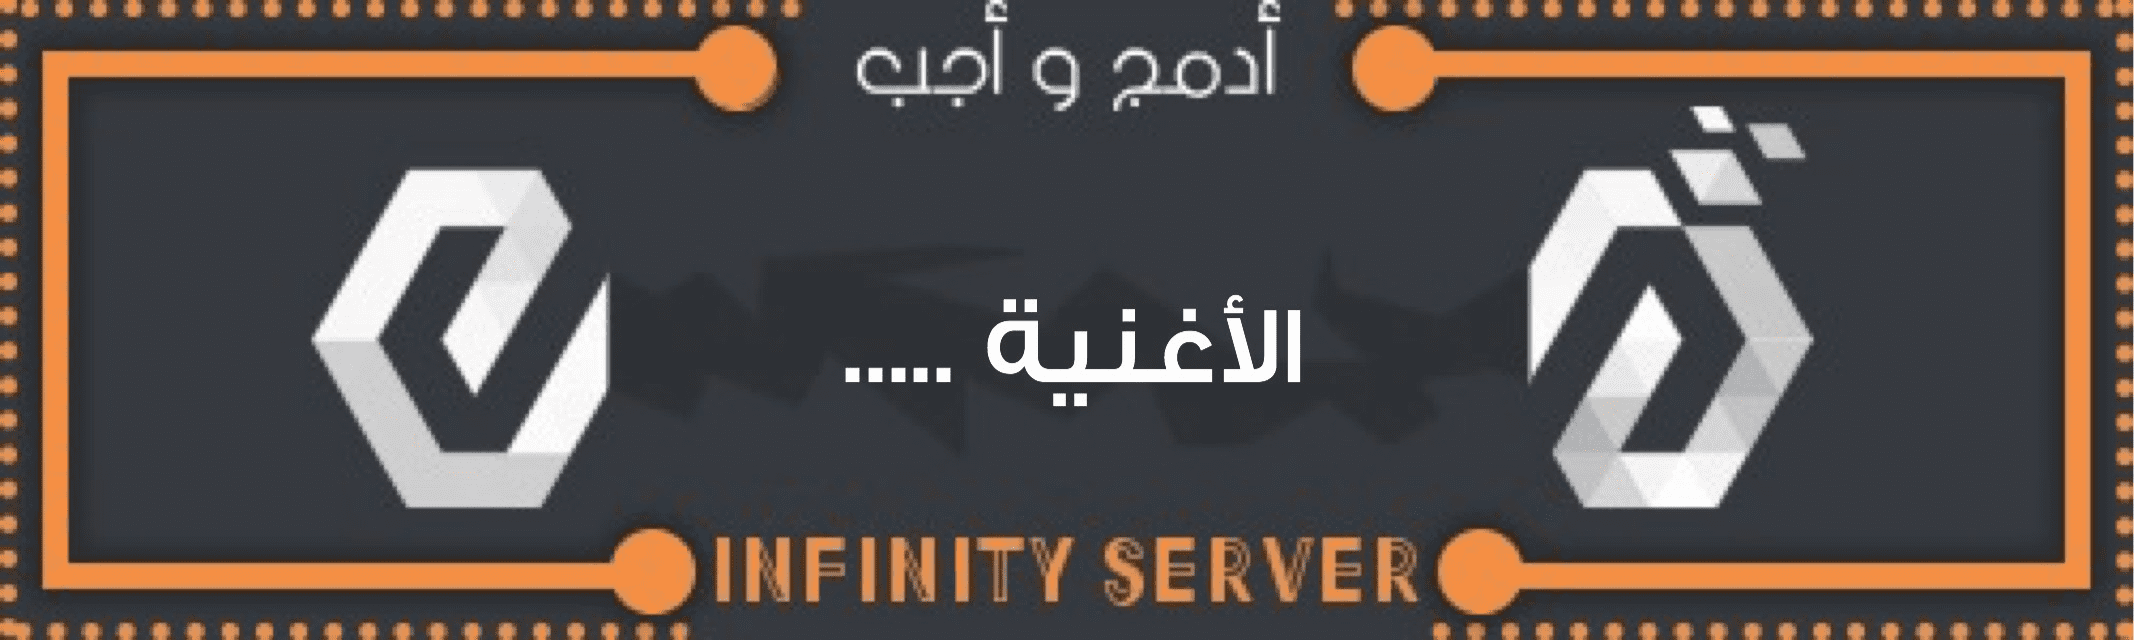 أدمج و أجب
الأغنية .....
INFINITY SERVER